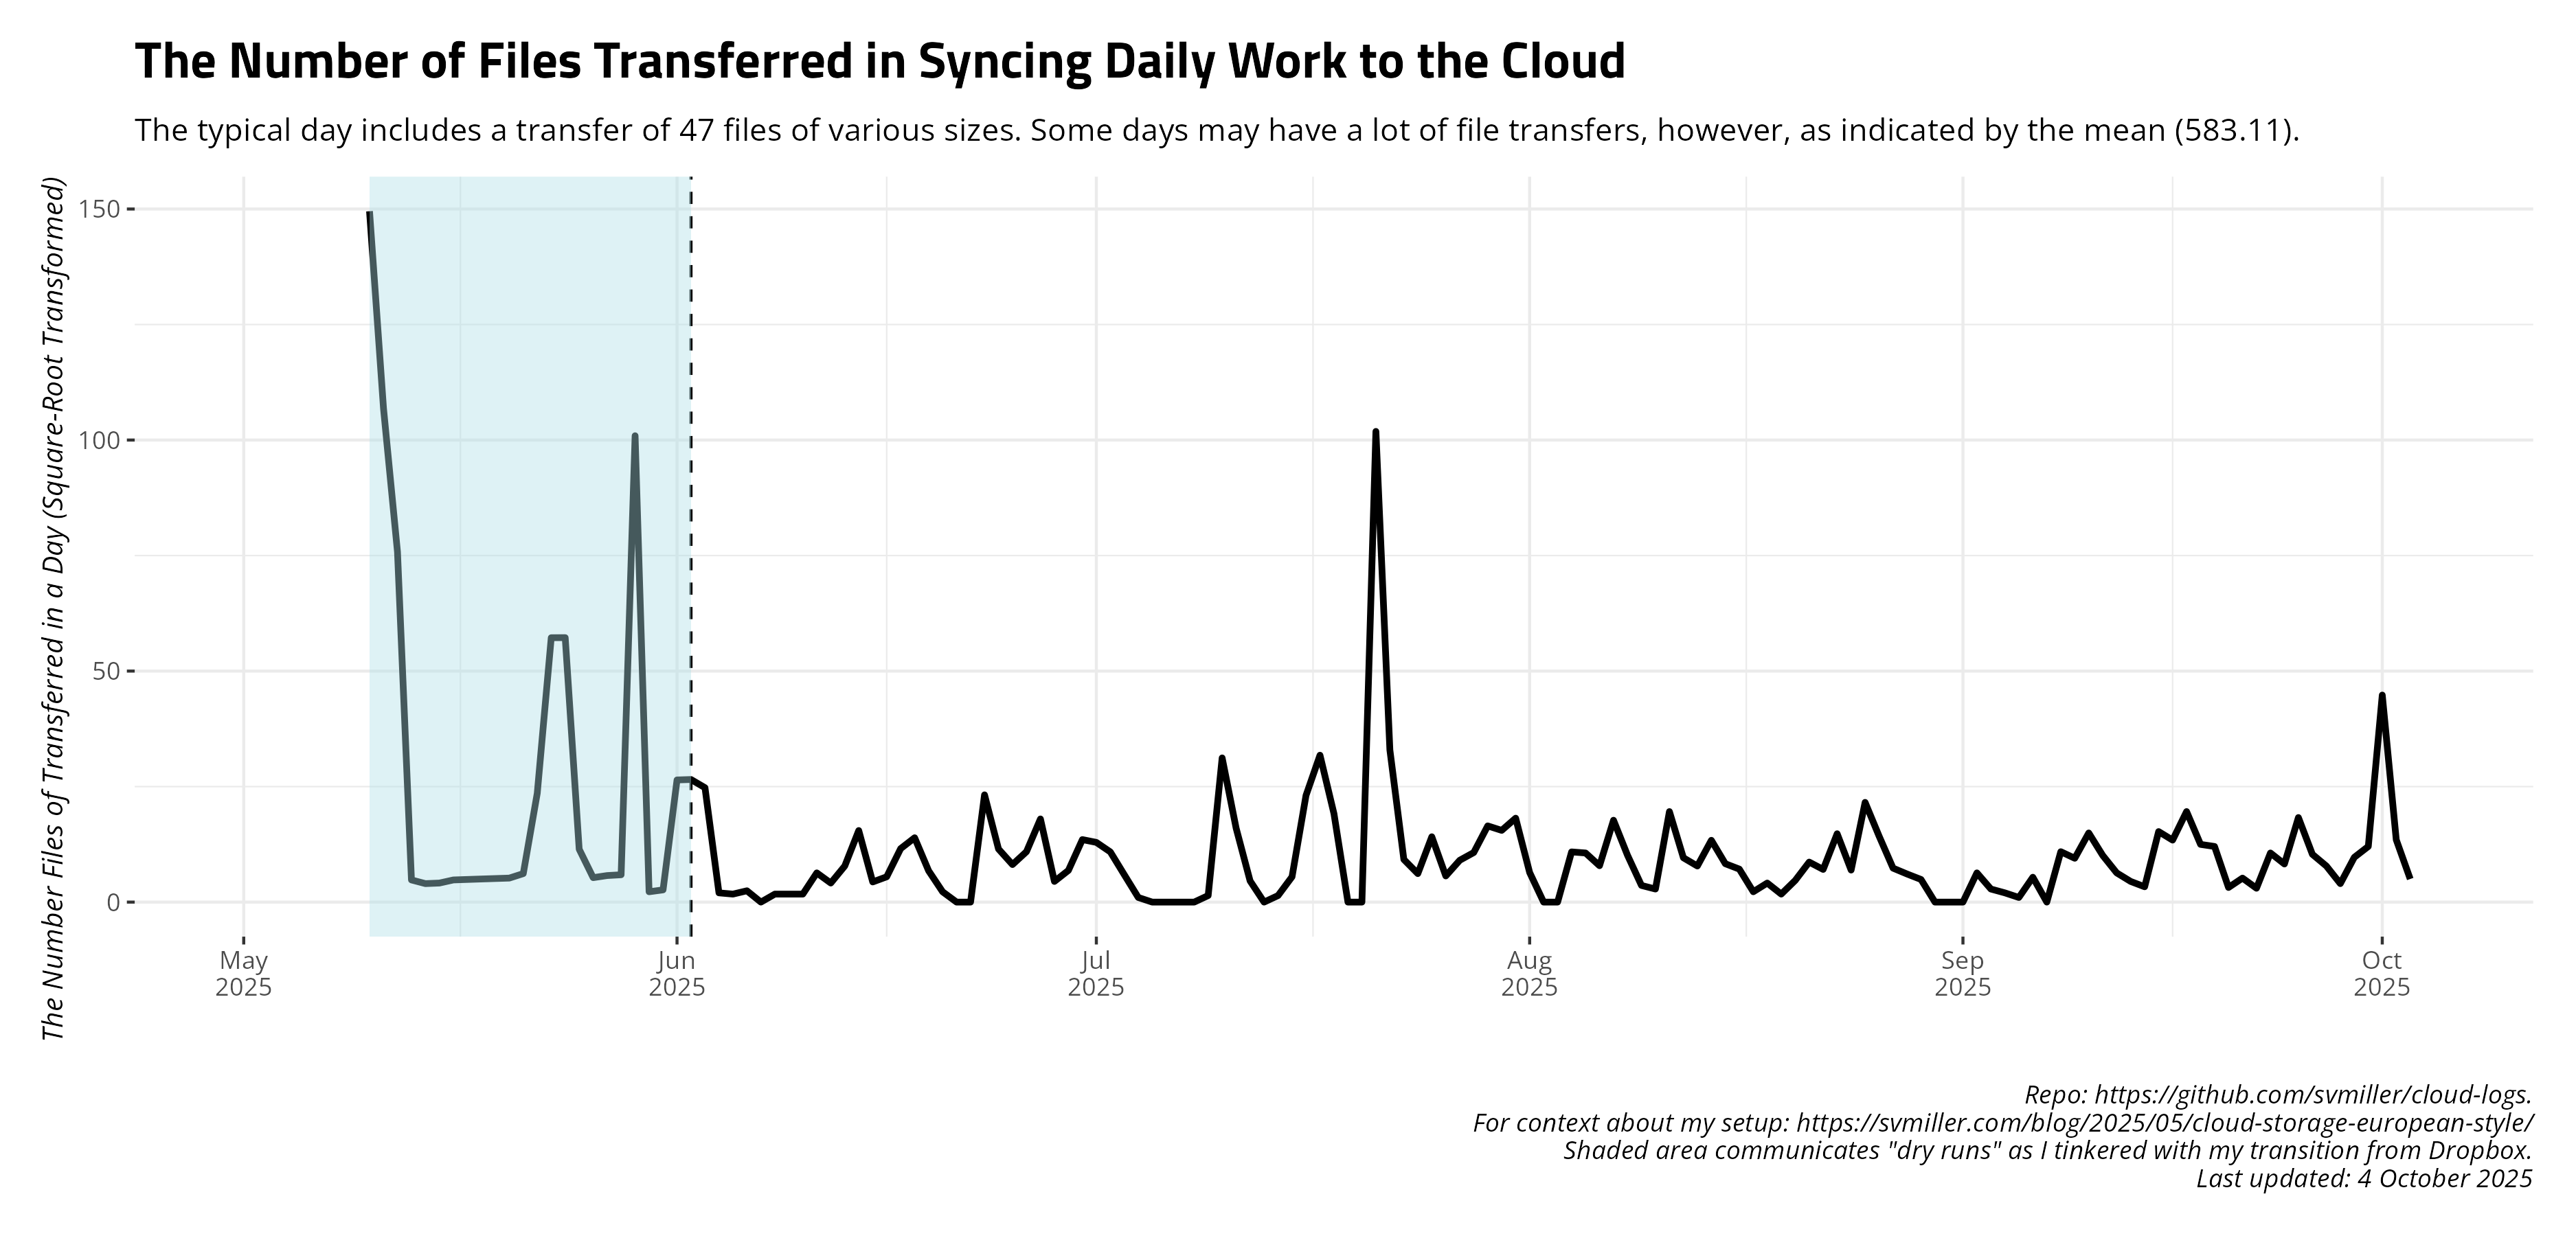 The Number of Files Transferred in Syncing Daily Work to the Cloud
The typical day includes a transfer of 47 files of various sizes. Some days may have a lot of file transfers, however, as indicated by the mean (583.11).
The Number Files of Transferred in a Day (Square-Root Transformed)
150
100
50
0
May
2025
Jun
2025
Jul
2025
Aug
2025
Sep
2025
Oct
2025
Repo: https://github.com/svmiller/cloud-logs.
For context about my setup: https://svmiller.com/blog/2025/05/cloud-storage-european-style/
Shaded area communicates "dry runs" as I tinkered with my transition from Dropbox.
Last updated: 4 October 2025